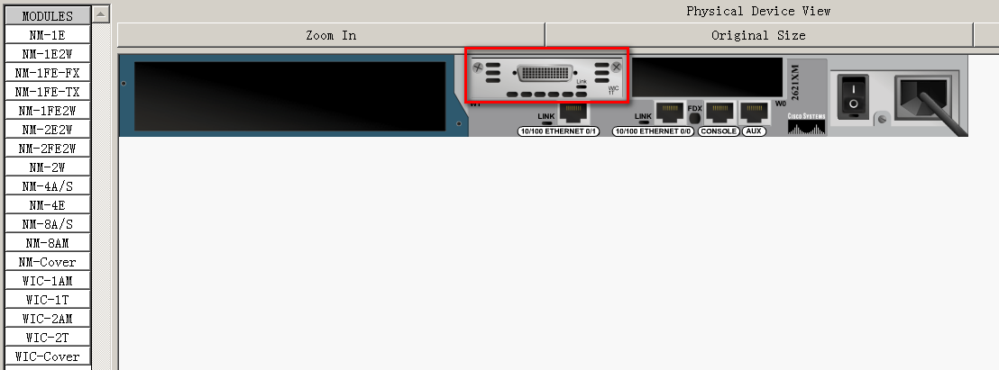 MODULES
NM-1E
NM-1E2W
NM-1FE-FX
NM-1FE-TX
NM-1FE2W
NM-2E2W
NM-2FE2W
NM-2W
NM-4A/S
NM-4E
NM-8A/S
NM-8AM
NM-Cover
WIC-1AM
WIC-1T
WIC-2AM
WIC-2T
WIC-Cover
Physical Device View
Zoom In
Original Size
Link
WIC
1T
W1
LINK
10/100 ETHERNET 0/1
LINK
FDX
W0
10/100 ETHERNET 0/0
CONSOLE
AUX
2621XM
CISCO SYSTEMS
I
O